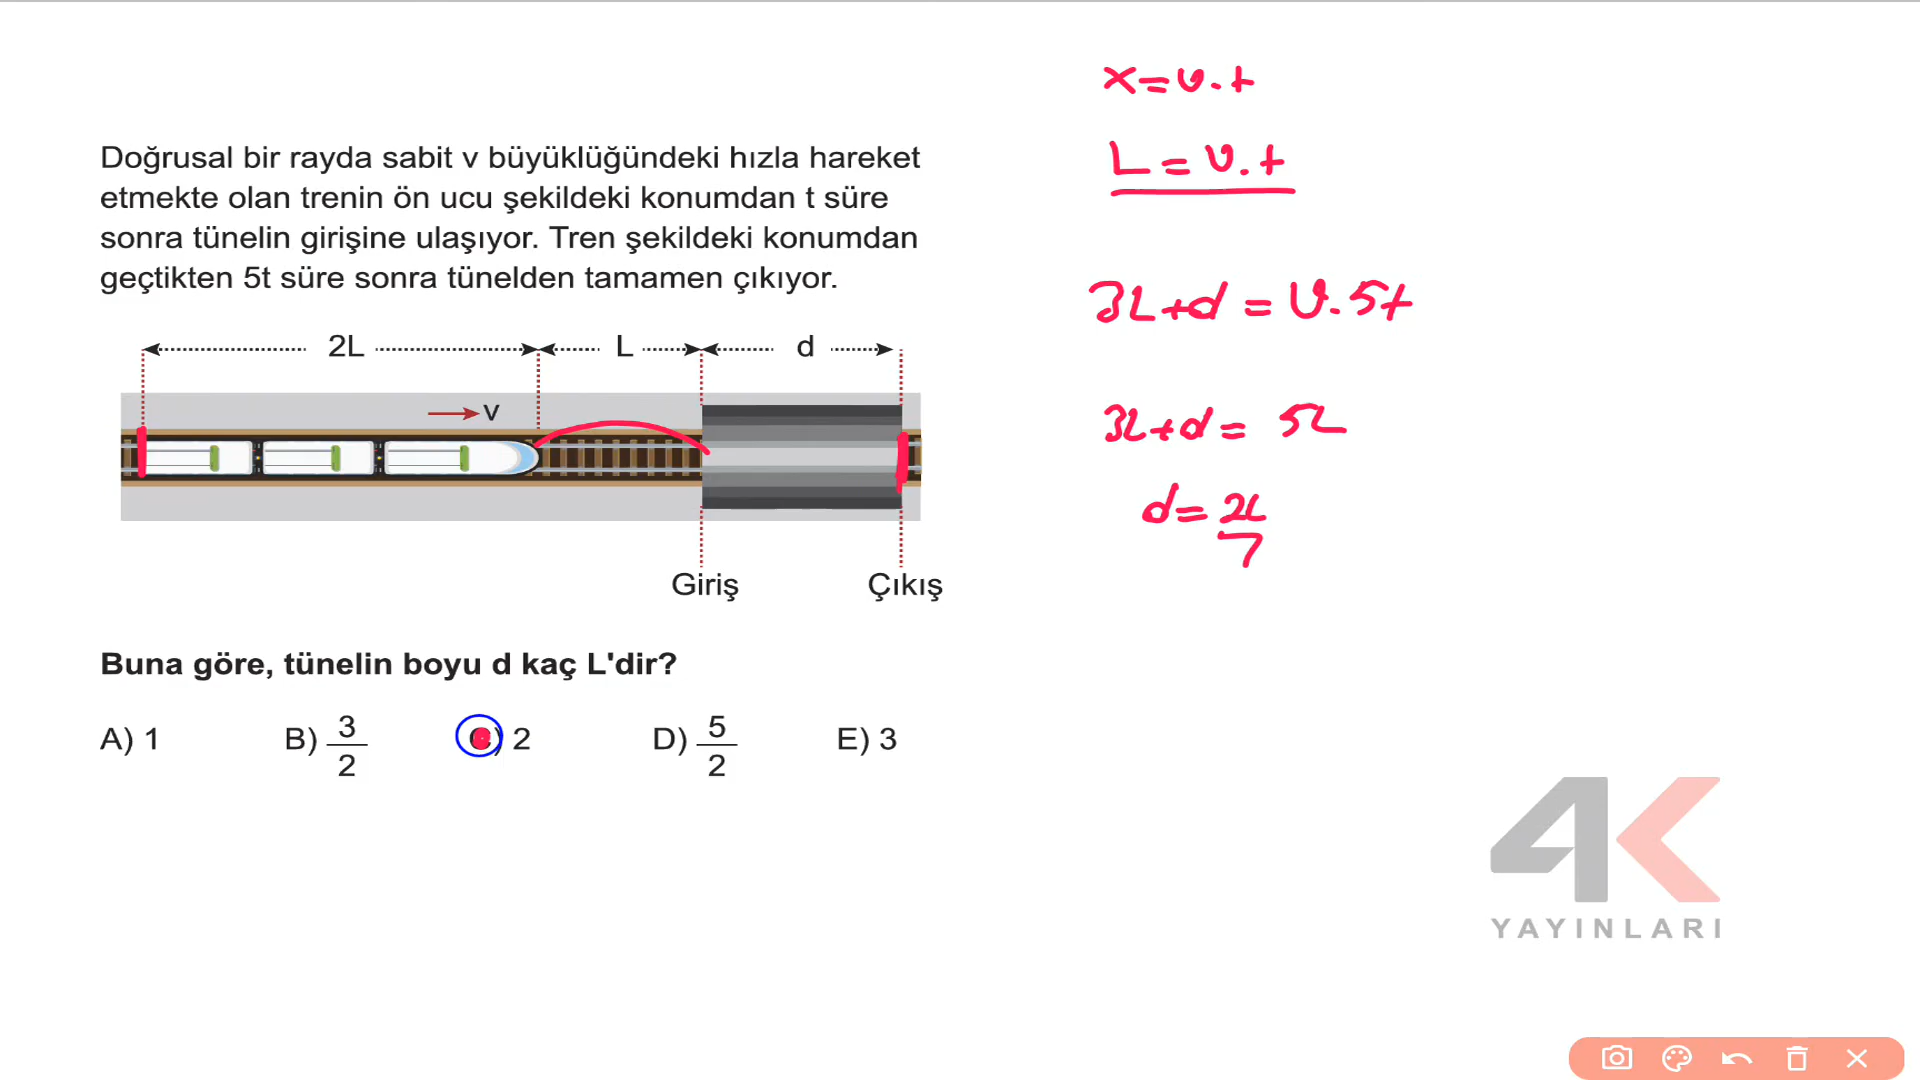 Doğrusal bir rayda sabit v büyüklüğündeki hızla hareket
etmekte olan trenin ön ucu şekildeki konumdan t süre
sonra tünelin girişine ulaşıyor. Tren şekildeki konumdan
geçtikten 5t süre sonra tünelden tamamen çıkıyor.
2L L d
v
Giriş Çıkış
Buna göre, tünelin boyu d kaç L'dir?
A) 1 B) 3/2 C) 2 D) 5/2 E) 3
x=v.t
L=v.t
3L+d=v.5t
3L+d=5L
d=2L
4K
YAYINLARI